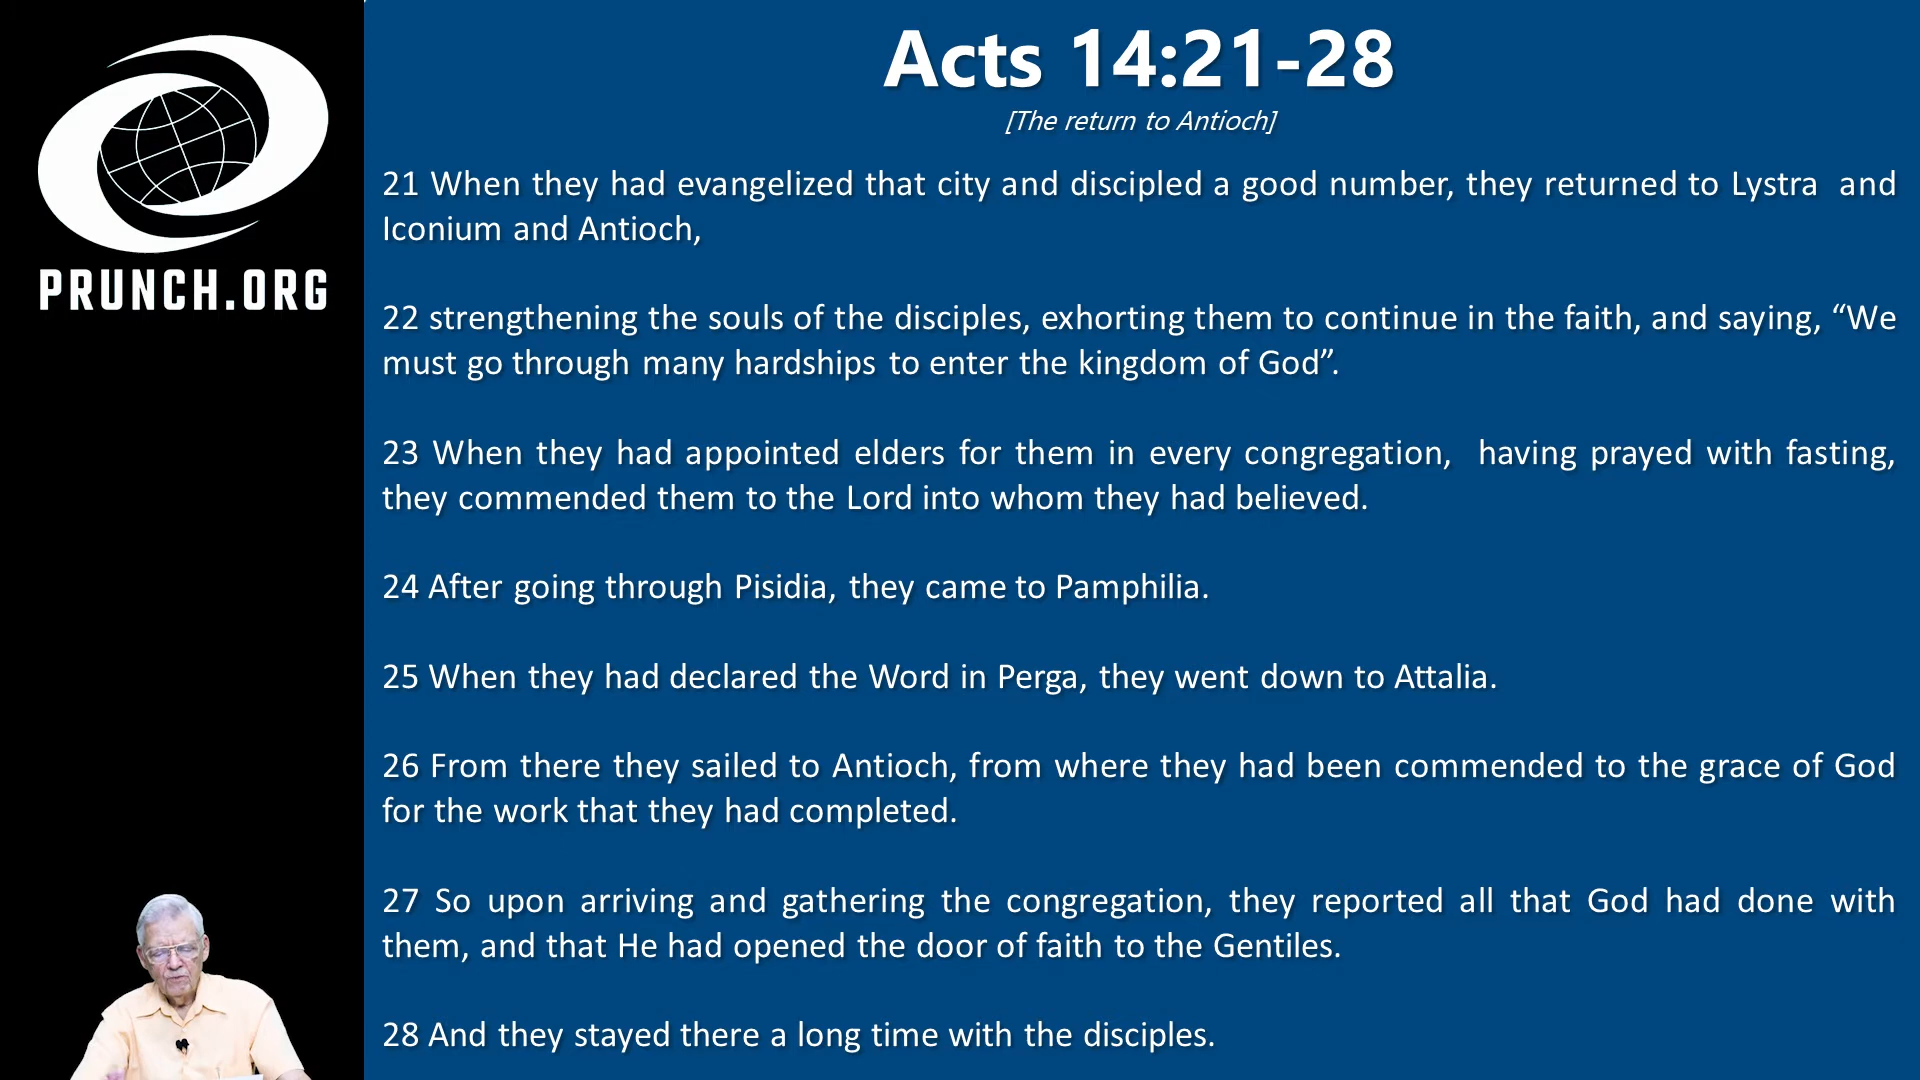 PRUNCH.ORG
Acts 14:21-28
[The return to Antioch]
21 When they had evangelized that city and discipled a good number, they returned to Lystra  and
Iconium and Antioch,
22 strengthening the souls of the disciples, exhorting them to continue in the faith, and saying, “We
must go through many hardships to enter the kingdom of God”.
23 When they had appointed elders for them in every congregation,  having prayed with fasting,
they commended them to the Lord into whom they had believed.
24 After going through Pisidia, they came to Pamphilia.
25 When they had declared the Word in Perga, they went down to Attalia.
26 From there they sailed to Antioch, from where they had been commended to the grace of God
for the work that they had completed.
27 So upon arriving and gathering the congregation, they reported all that God had done with
them, and that He had opened the door of faith to the Gentiles.
28 And they stayed there a long time with the disciples.